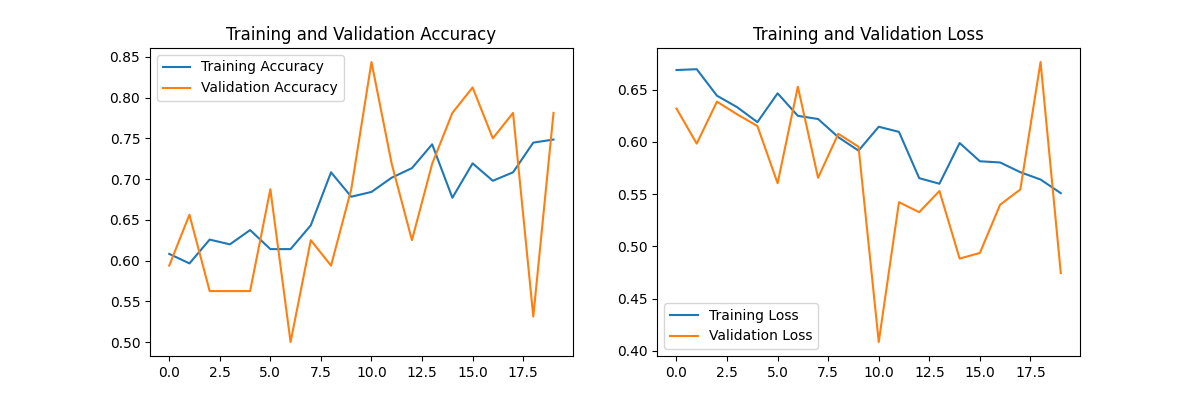 Training and Validation Accuracy
0.85
0.80
0.75
0.70
0.65
0.60
0.55
0.50
Training Accuracy
Validation Accuracy
0.0 2.5 5.0 7.5 10.0 12.5 15.0 17.5
Training and Validation Loss
0.65
0.60
0.55
0.50
0.45
0.40
Training Loss
Validation Loss
0.0 2.5 5.0 7.5 10.0 12.5 15.0 17.5